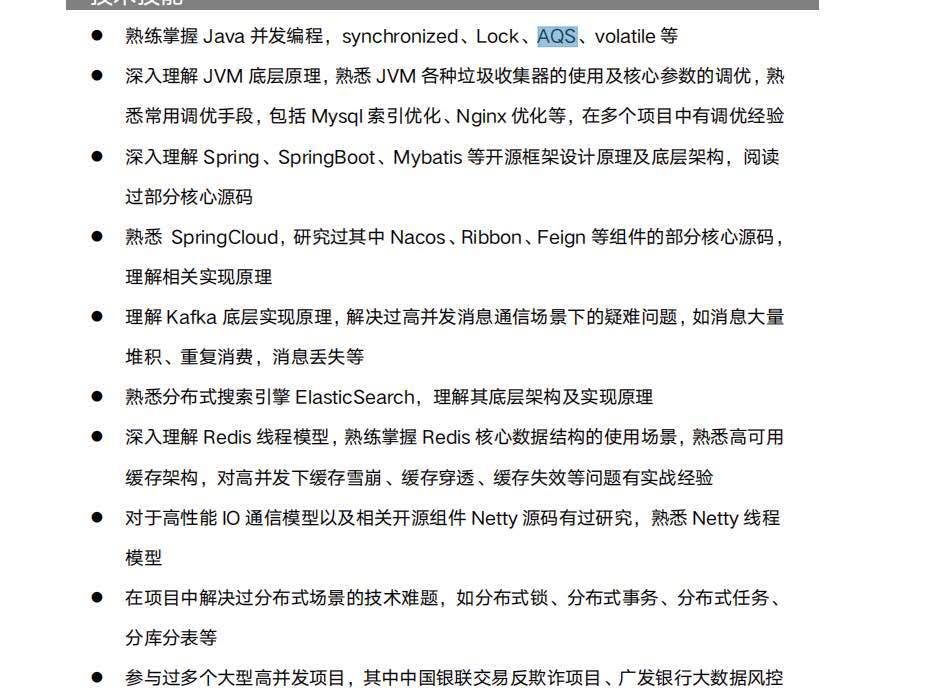 技术技能
● 熟练掌握 Java 并发编程，synchronized、Lock、AQS、volatile 等
● 深入理解 JVM 底层原理，熟悉 JVM 各种垃圾收集器的使用及核心参数的调优，熟
悉常用调优手段，包括 Mysql 索引优化、Nginx 优化等，在多个项目中有调优经验
● 深入理解 Spring、SpringBoot、Mybatis 等开源框架设计原理及底层架构，阅读
过部分核心源码
● 熟悉 SpringCloud，研究过其中 Nacos、Ribbon、Feign 等组件的部分核心源码，
理解相关实现原理
● 理解 Kafka 底层实现原理，解决过高并发消息通信场景下的疑难问题，如消息大量
堆积、重复消费，消息丢失等
● 熟悉分布式搜索引擎 ElasticSearch，理解其底层架构及实现原理
● 深入理解 Redis 线程模型，熟练掌握 Redis 核心数据结构的使用场景，熟悉高可用
缓存架构，对高并发下缓存雪崩、缓存穿透、缓存失效等问题有实战经验
● 对于高性能 IO 通信模型以及相关开源组件 Netty 源码有过研究，熟悉 Netty 线程
模型
● 在项目中解决过分布式场景的技术难题，如分布式锁、分布式事务、分布式任务、
分库分表等
● 参与过多个大型高并发项目，其中中国银联交易反欺诈项目、广发银行大数据风控